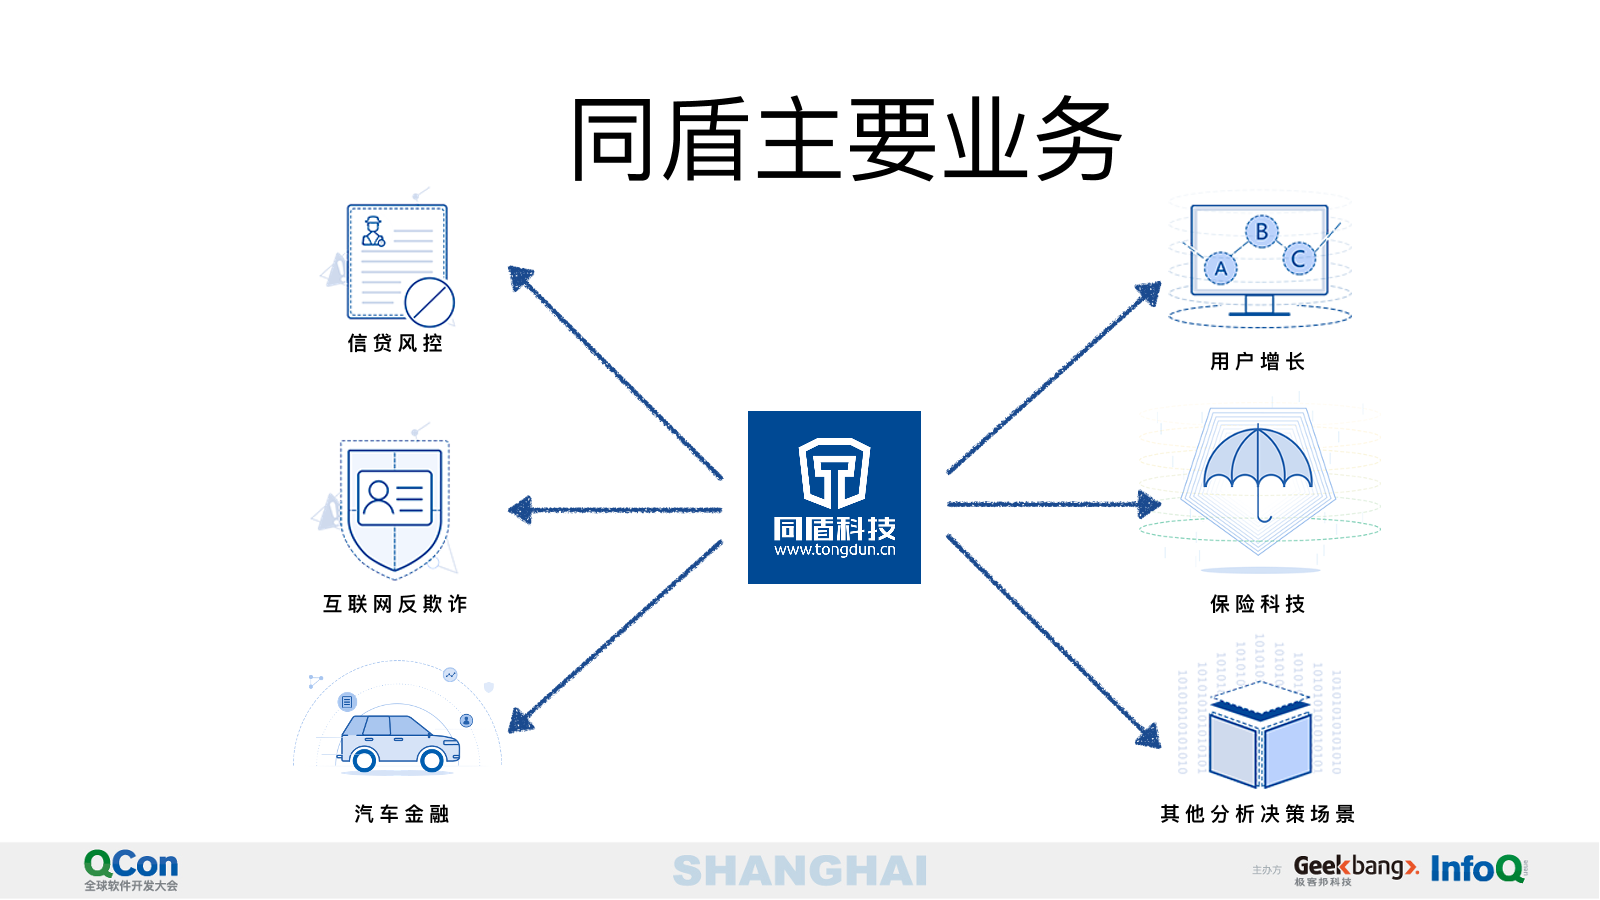 同盾主要业务
信贷风控
互联网反欺诈
汽车金融
同盾科技
www.tongdun.cn
A
B
C
用户增长
保险科技
其他分析决策场景
QCon
全球软件开发大会
SHANGHAI
主办方
Geekbang>.
极客邦科技
InfoQ